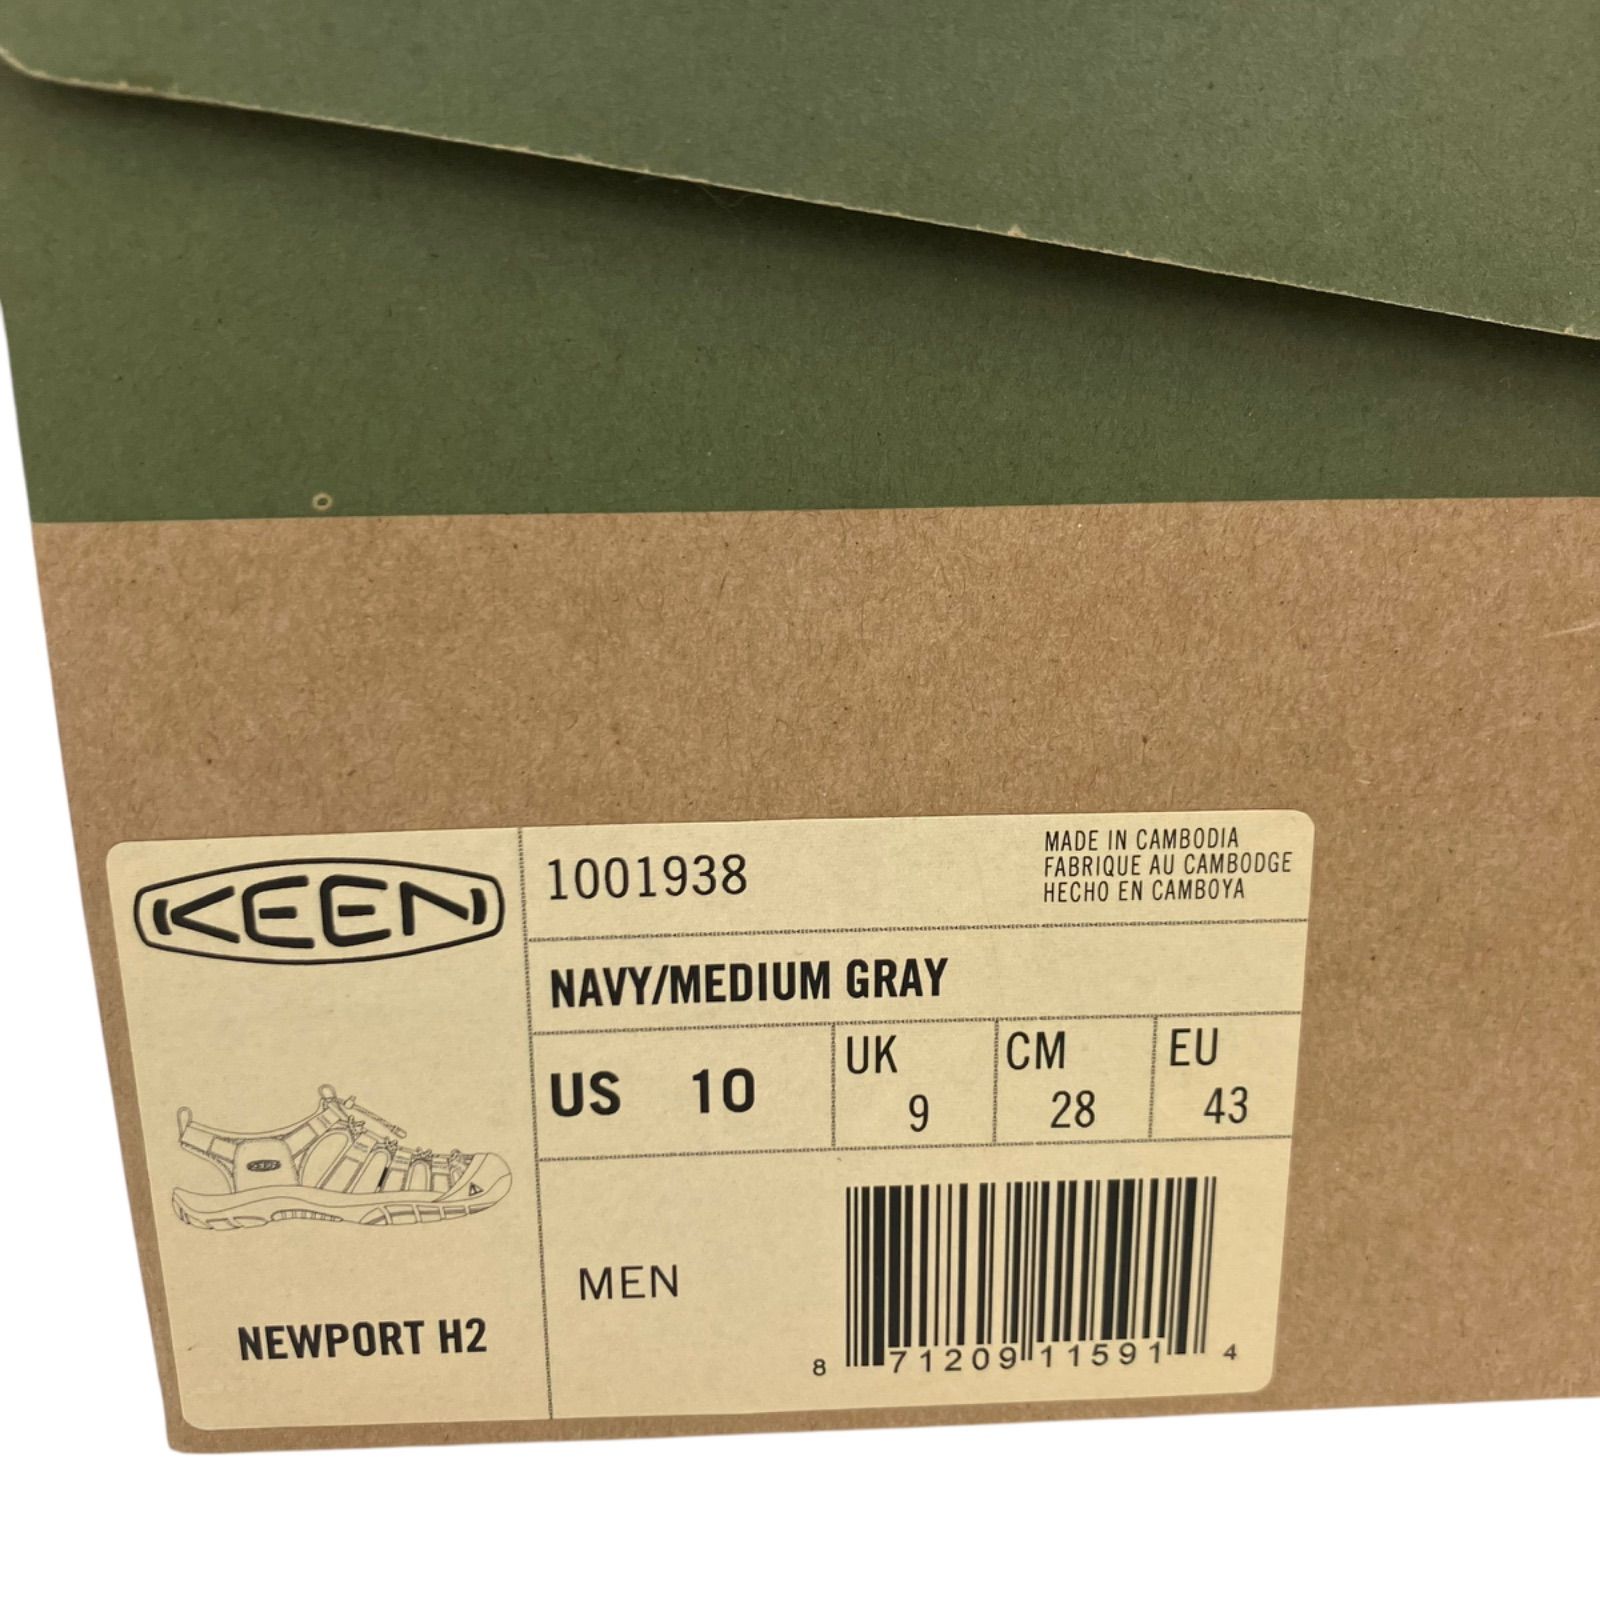 KEEN
1001938
MADE IN CAMBODIA
FABRIQUE AU CAMBODGE
HECHO EN CAMBOYA
NAVY/MEDIUM GRAY
US 10
UK
9
CM
28
EU
43
KEEN
NEWPORT H2
MEN
8 71209 11591 4